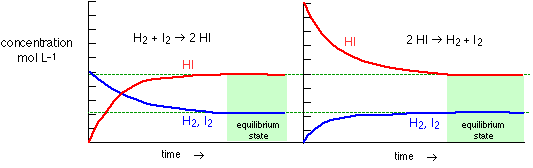 concentration
mol L–1
H2 + I2 → 2 HI
HI
H2, I2
equilibrium
state
time →
2 HI → H2 + I2
HI
H2, I2
equilibrium
state
time →